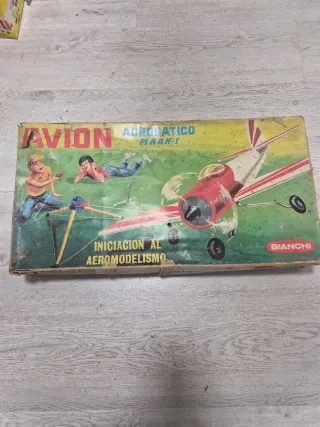 AVION
ACROBATICO
MARK-I
INICIACION AL
AEROMODELISMO
BIANCHI